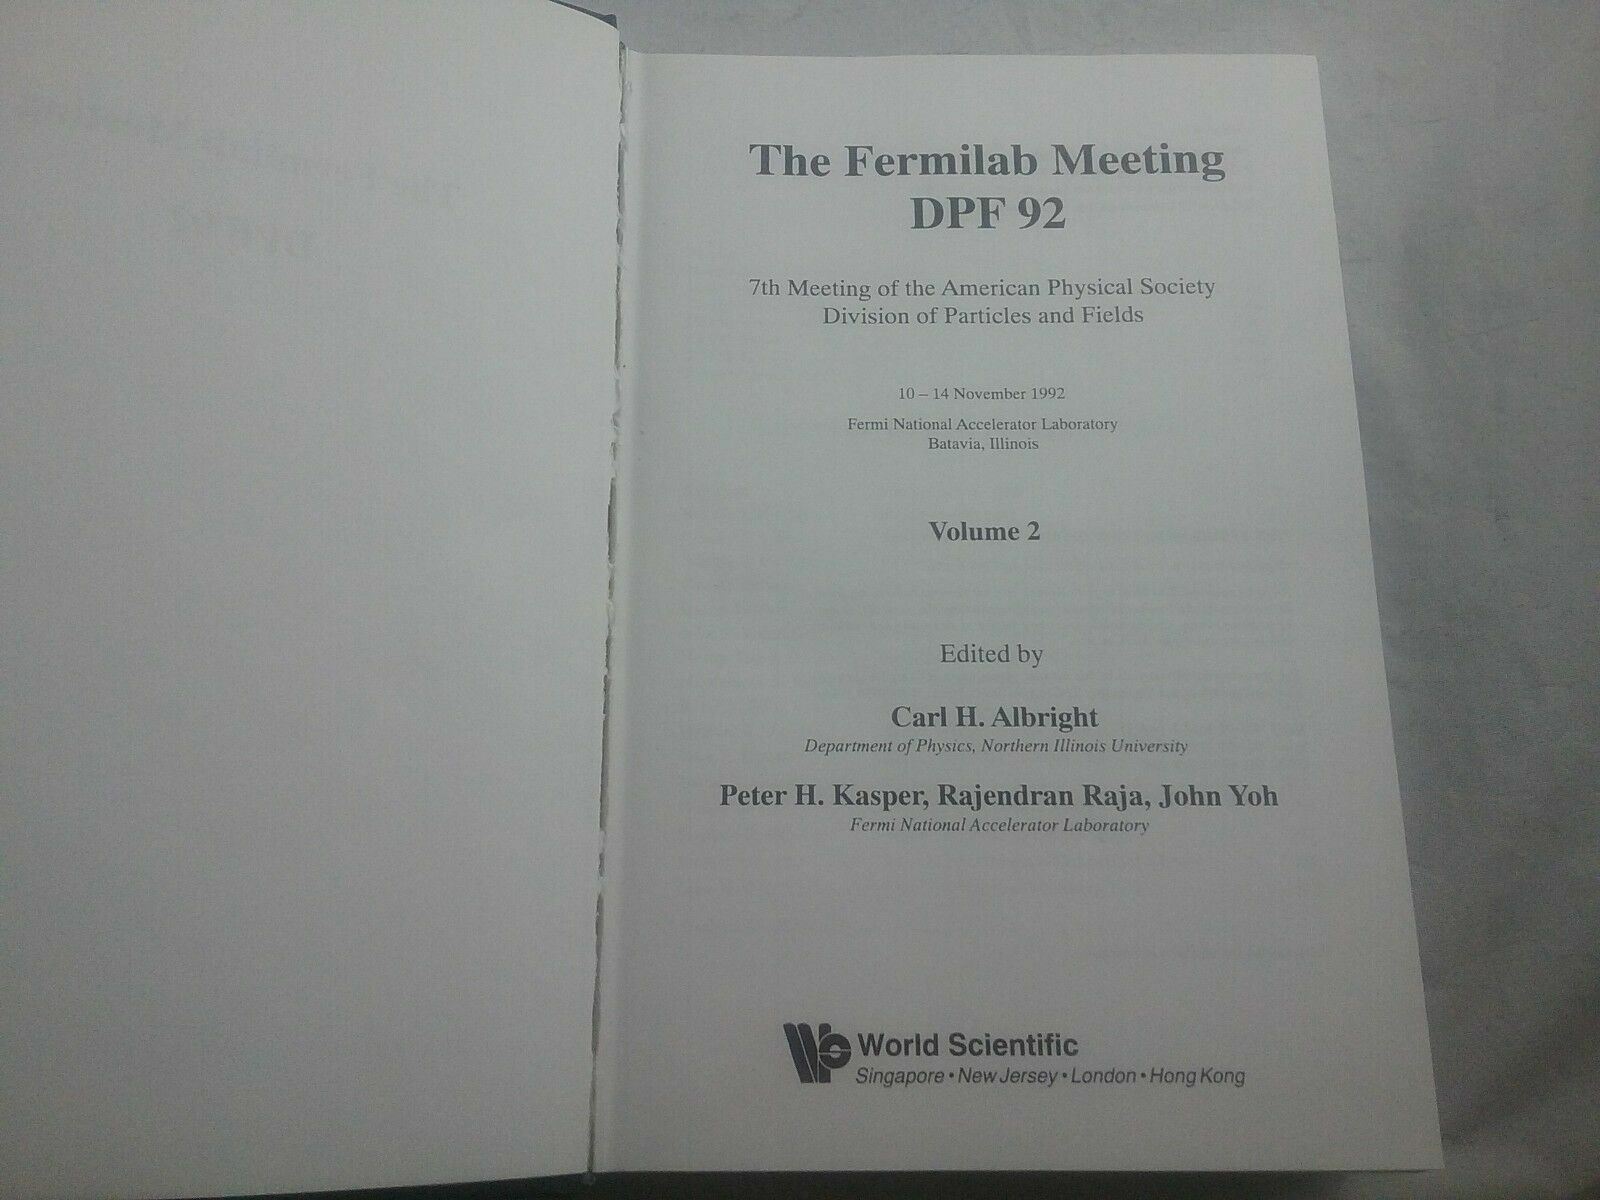 The Fermilab Meeting
DPF 92
7th Meeting of the American Physical Society
Division of Particles and Fields
10 – 14 November 1992
Fermi National Accelerator Laboratory
Batavia, Illinois
Volume 2
Edited by
Carl H. Albright
Department of Physics, Northern Illinois University
Peter H. Kasper, Rajendran Raja, John Yoh
Fermi National Accelerator Laboratory
World Scientific
Singapore • New Jersey • London • Hong Kong